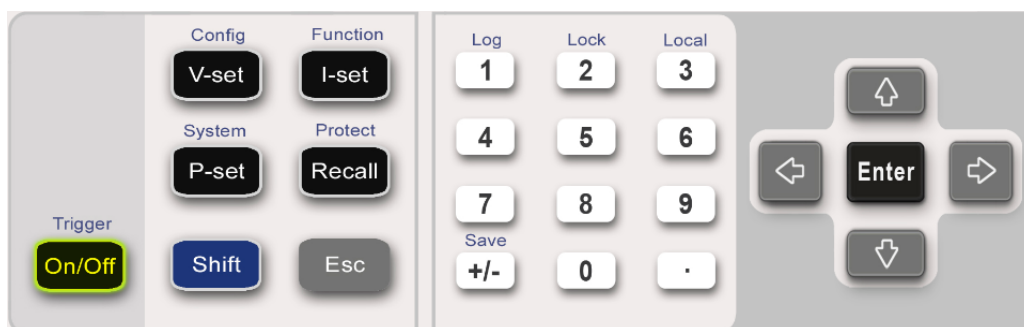 Config Function
V-set I-set
System Protect
P-set Recall
Trigger
On/Off Shift Esc
Log Lock Local
1 2 3
4 5 6
7 8 9
Save
+/- 0 .
Enter